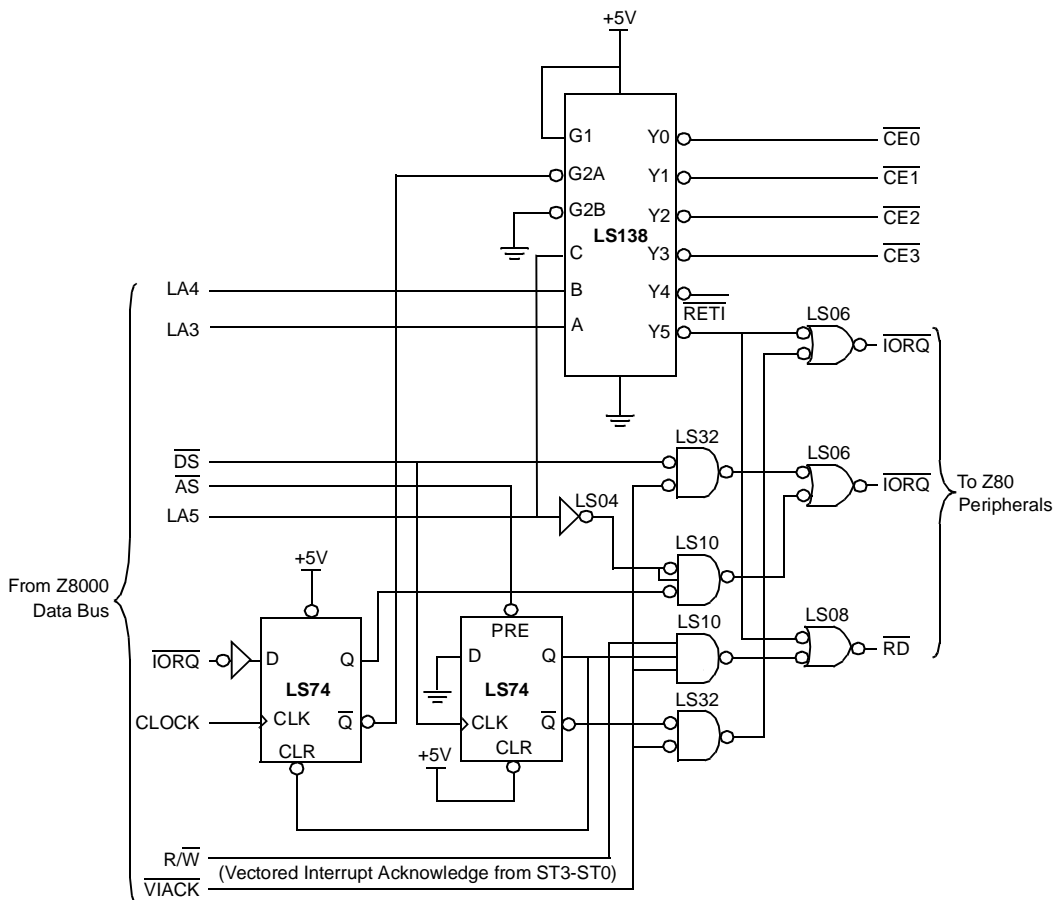 +5V
G1
Y0
CE0
G2A
Y1
CE1
G2B
Y2
CE2
LS138
C
Y3
CE3
LA4
B
Y4
RETI
LA3
A
Y5
LS06
IORQ
DS
LS32
LS06
AS
IORQ
To Z80
Peripherals
LA5
LS04
+5V
LS10
From Z8000
Data Bus
LS10
LS08
PRE
IORQ
D
Q
D
Q
RD
LS74
LS74
LS32
CLOCK
CLK
Q
CLK
Q
CLR
+5V
CLR
R/W
(Vectored Interrupt Acknowledge from ST3-ST0)
VIACK